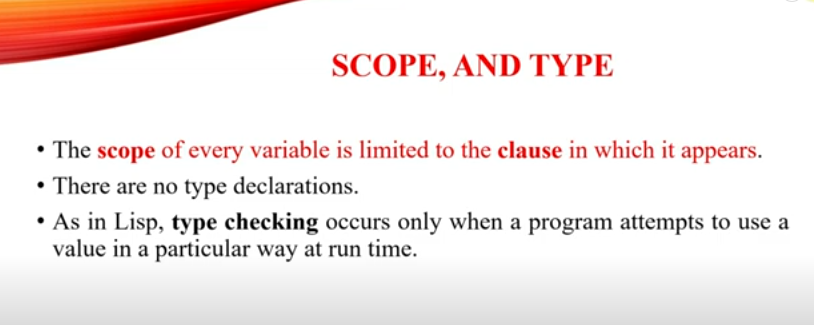 SCOPE, AND TYPE
• The scope of every variable is limited to the clause in which it appears.
• There are no type declarations.
• As in Lisp, type checking occurs only when a program attempts to use a
value in a particular way at run time.